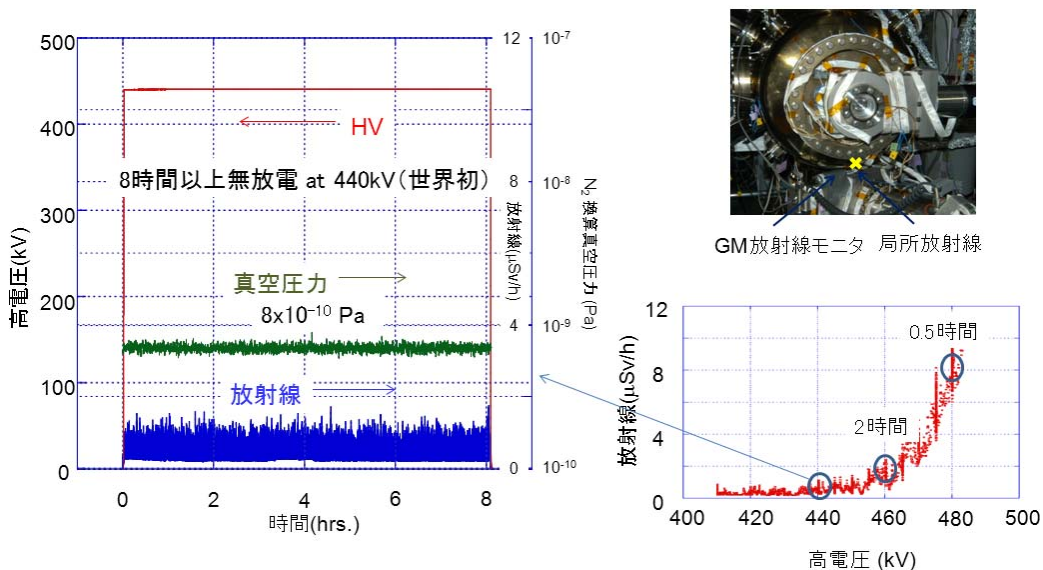 500
400
300
200
100
0
高電圧(kV)
0
2
4
6
8
時間(hrs.)
HV
8時間以上無放電 at 440kV(世界初)
真空圧力
8x10⁻¹⁰ Pa
放射線
12
8
4
0
放射線(μSv/h)
10⁻⁷
10⁻⁸
10⁻⁹
10⁻¹⁰
N₂換算真空圧力 (Pa)
GM放射線モニタ
局所放射線
12
8
4
0
放射線(μSv/h)
0.5時間
2時間
400
420
440
460
480
500
高電圧 (kV)